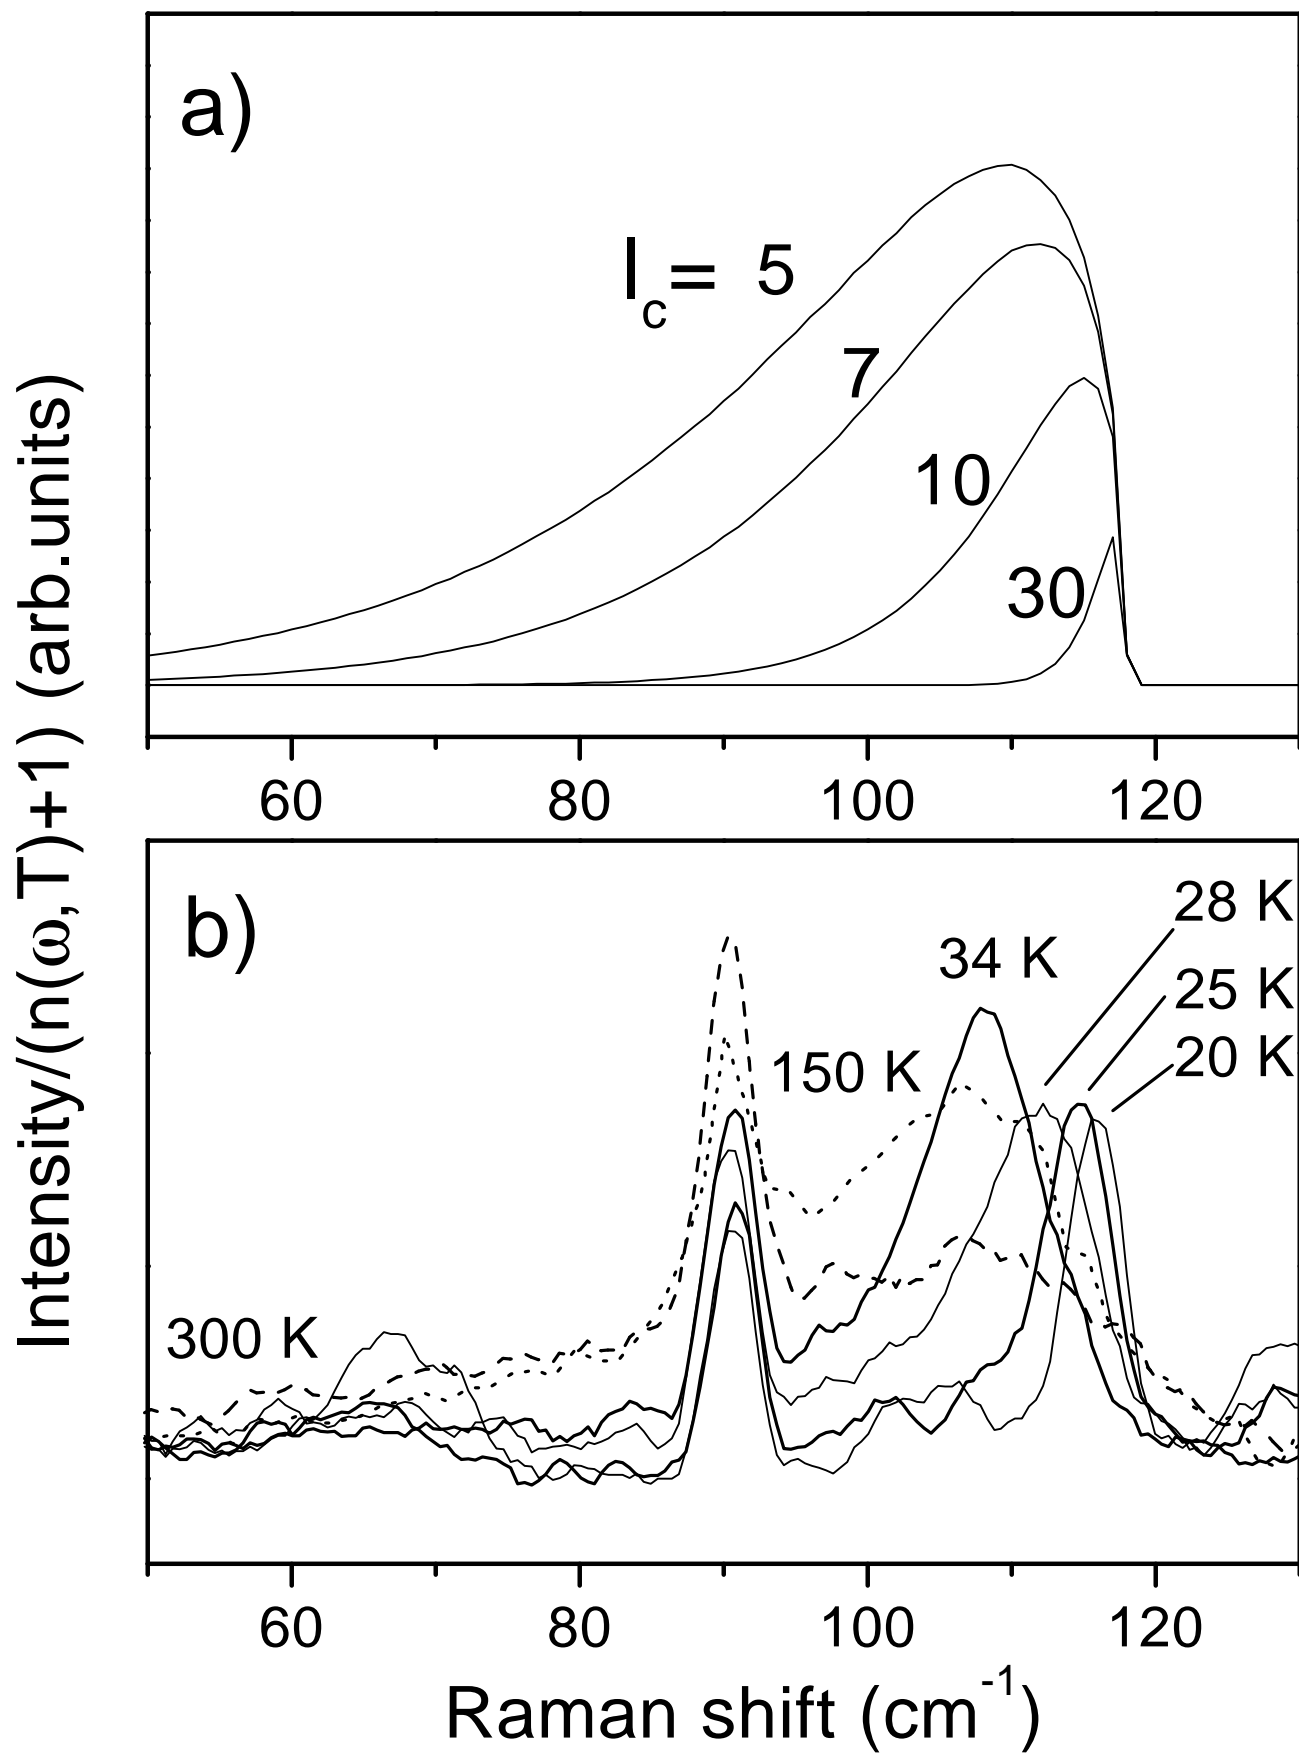 Intensity/(n(ω,T)+1) (arb.units)
a)
lc= 5
7
10
30
60 80 100 120
b)
28 K
34 K
25 K
150 K
20 K
300 K
60 80 100 120
Raman shift (cm-1)